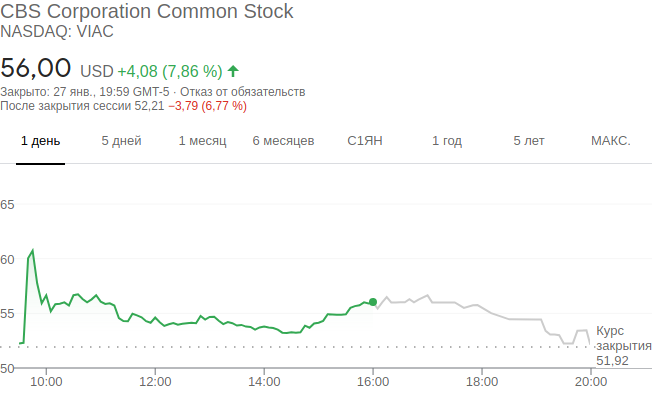 CBS Corporation Common Stock
NASDAQ: VIAC
56,00 USD +4,08 (7,86 %)
Закрыто: 27 янв., 19:59 GMT-5 · Отказ от обязательств
После закрытия сессии 52,21 −3,79 (6,77 %)
1 день 5 дней 1 месяц 6 месяцев С1ЯН 1 год 5 лет МАКС.
65
60
55
50
Курс
закрытия
51,92
10:00 12:00 14:00 16:00 18:00 20:00